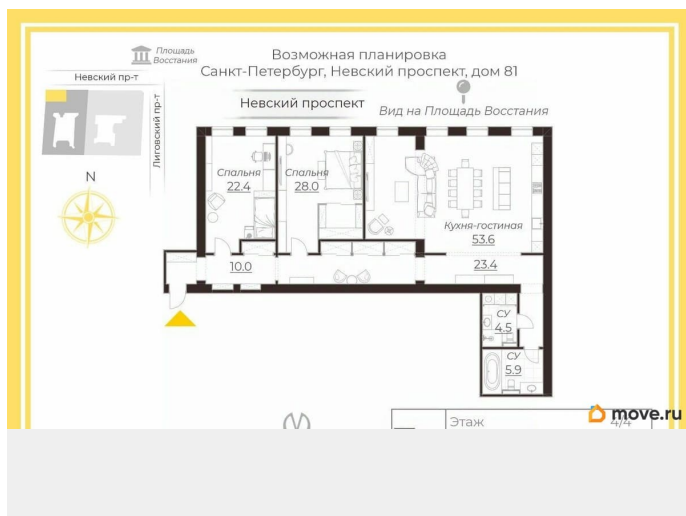 Площадь
Восстания
Возможная планировка
Санкт-Петербург, Невский проспект, дом 81
Невский пр-т
Лиговский пр-т
Невский проспект
Вид на Площадь Восстания
N
Спальня
22.4
Спальня
28.0
Кухня-гостиная
53.6
10.0
23.4
СУ
4.5
СУ
5.9
Этаж
4/4
move.ru